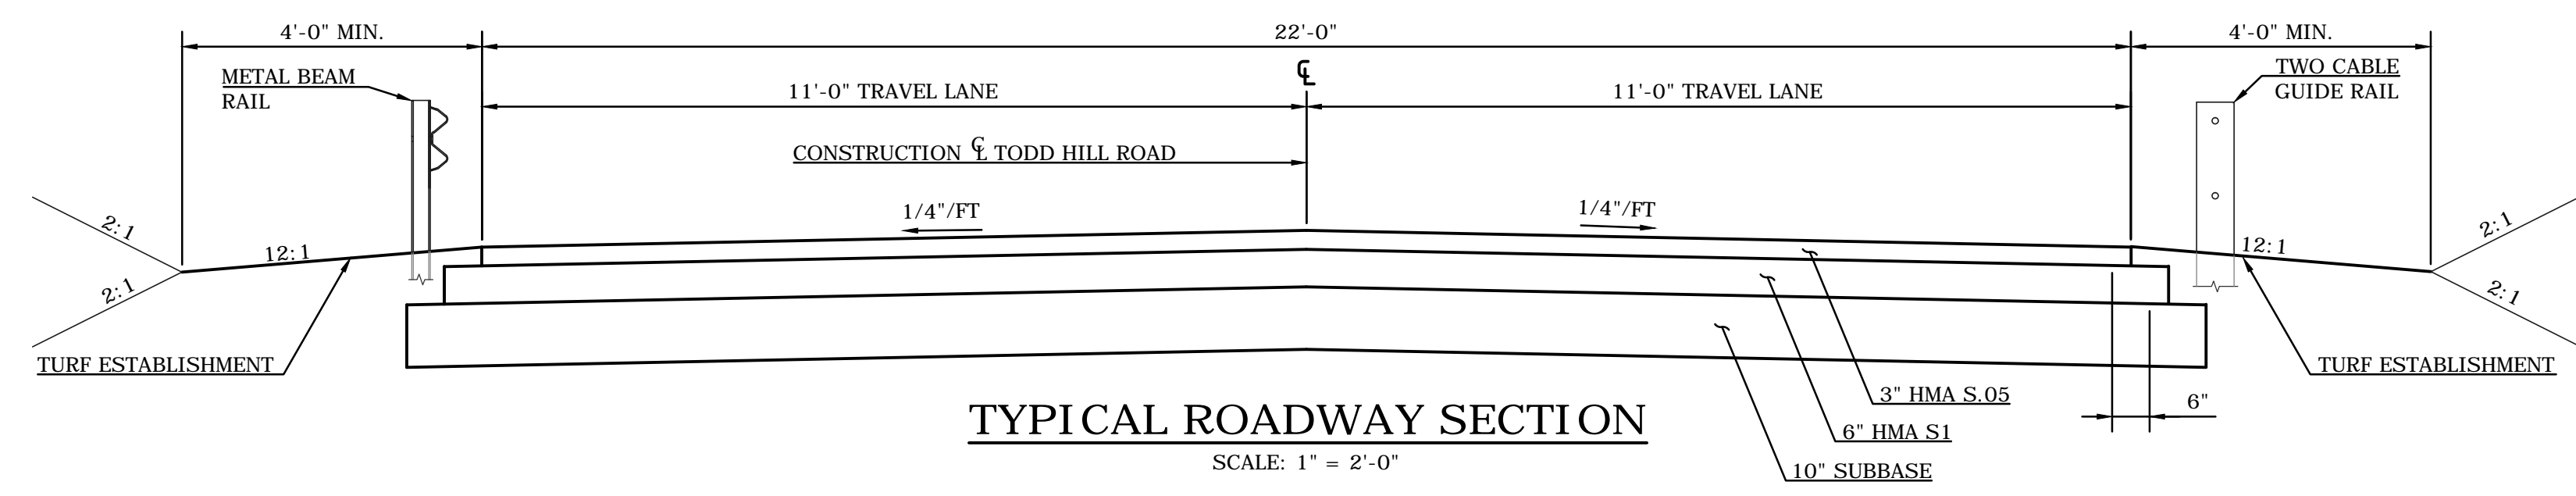 4'-0" MIN.
22'-0"
4'-0" MIN.
METAL BEAM
RAIL
11'-0" TRAVEL LANE
℄
11'-0" TRAVEL LANE
TWO CABLE
GUIDE RAIL
CONSTRUCTION ℄ TODD HILL ROAD
1/4"/FT
1/4"/FT
2:1
12:1
12:1
2:1
2:1
2:1
TURF ESTABLISHMENT
TURF ESTABLISHMENT
3" HMA S.05
6"
6" HMA S1
10" SUBBASE
TYPICAL ROADWAY SECTION
SCALE: 1" = 2'-0"